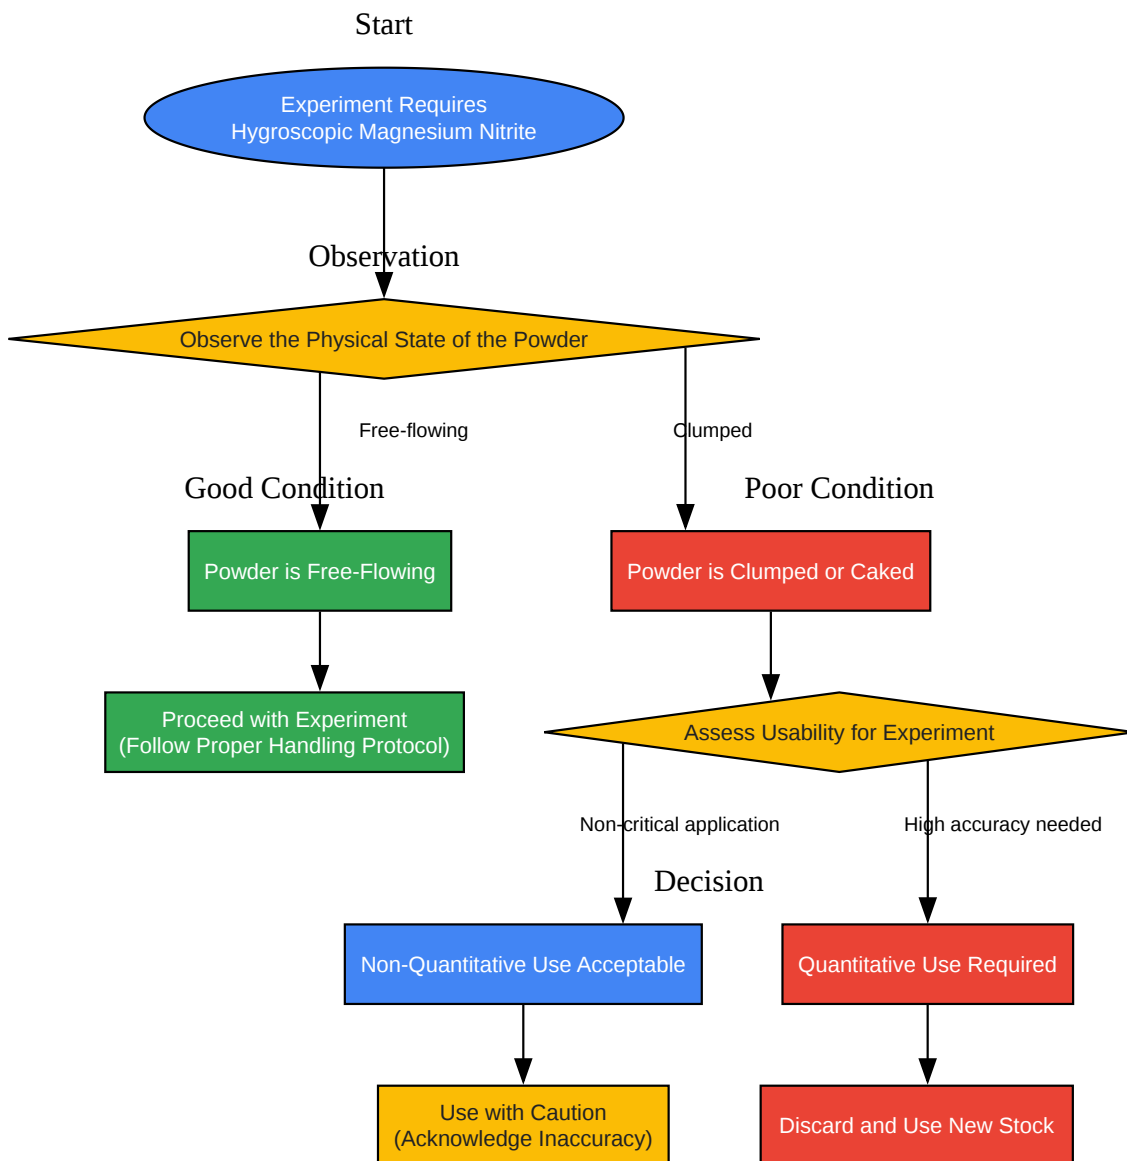 Start
Experiment Requires
Hygroscopic Magnesium Nitrite
Observation
Observe the Physical State of the Powder
Free-flowing
Clumped
Good Condition
Poor Condition
Powder is Free-Flowing
Powder is Clumped or Caked
Proceed with Experiment
(Follow Proper Handling Protocol)
Assess Usability for Experiment
Non-critical application
High accuracy needed
Decision
Non-Quantitative Use Acceptable
Quantitative Use Required
Use with Caution
(Acknowledge Inaccuracy)
Discard and Use New Stock